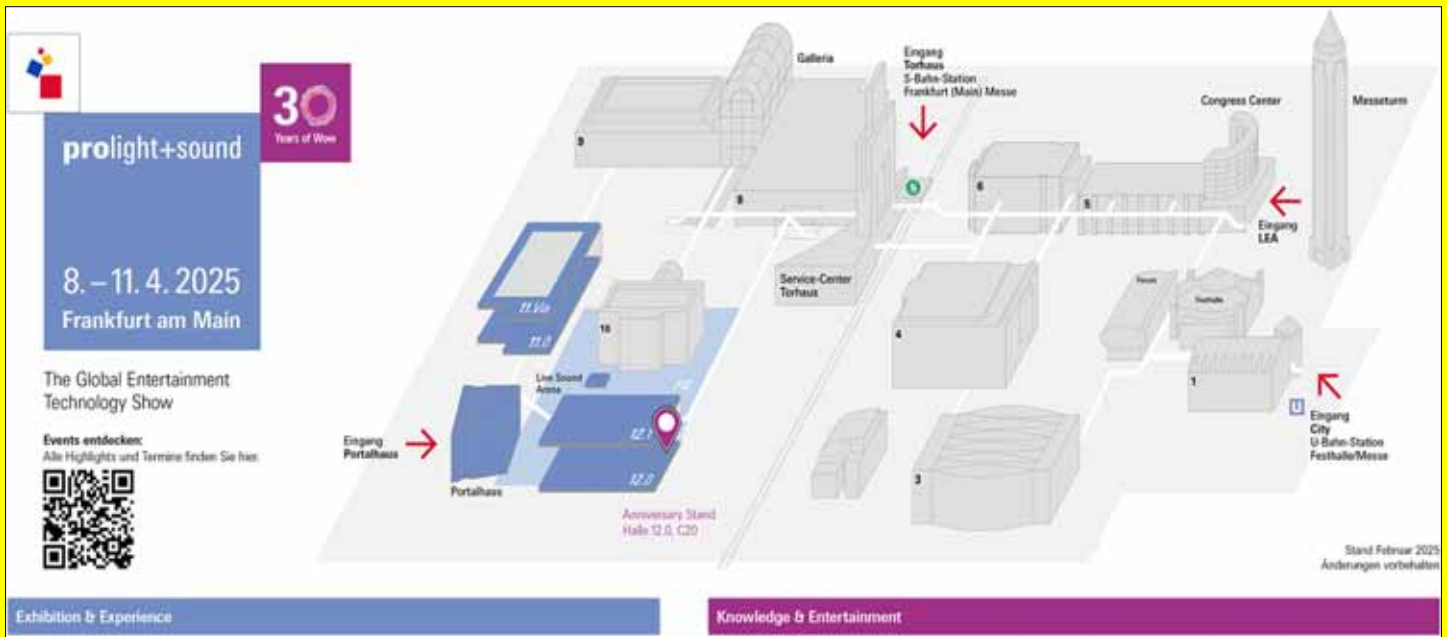 30
Years of Wow
prolight+sound
8. – 11. 4. 2025
Frankfurt am Main
The Global Entertainment
Technology Show
Events entdecken:
Alle Highlights und Termine finden Sie hier.
Galleria
Eingang
Torhaus
S-Bahn-Station
Frankfurt (Main) Messe
Congress Center
Messeturm
9
8
S
6
5
Eingang
LEA
Service-Center
Torhaus
11.0
10
4
Forum
Festhalle
1
Live Sound
Arena
12.1
12.0
Eingang
Portalhaus
Portalhaus
Eingang
City
U-Bahn-Station
Festhalle/Messe
3
Anniversary Stand
Halle 12.0, C20
Stand Februar 2025
Änderungen vorbehalten
Exhibition & Experience
Knowledge & Entertainment